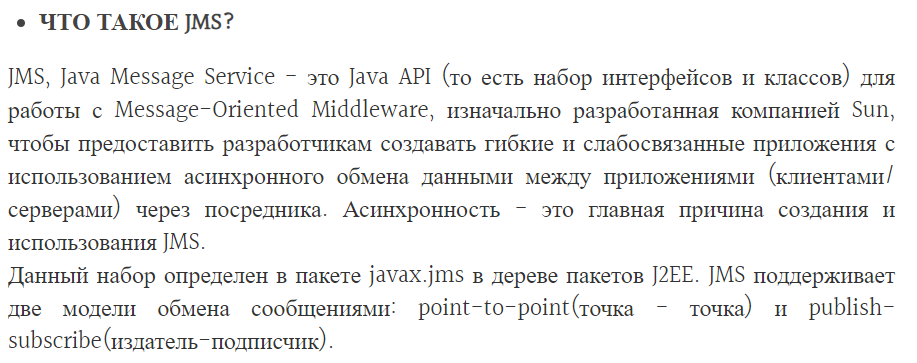 • ЧТО ТАКОЕ JMS?
JMS, Java Message Service – это Java API (то есть набор интерфейсов и классов) для
работы с Message-Oriented Middleware, изначально разработанная компанией Sun,
чтобы предоставить разработчикам создавать гибкие и слабосвязанные приложения с
использованием асинхронного обмена данными между приложениями (клиентами/
серверами) через посредника. Асинхронность – это главная причина создания и
использования JMS.
Данный набор определен в пакете javax.jms в дереве пакетов J2EE. JMS поддерживает
две модели обмена сообщениями: point-to-point(точка – точка) и publish-
subscribe(издатель-подписчик).